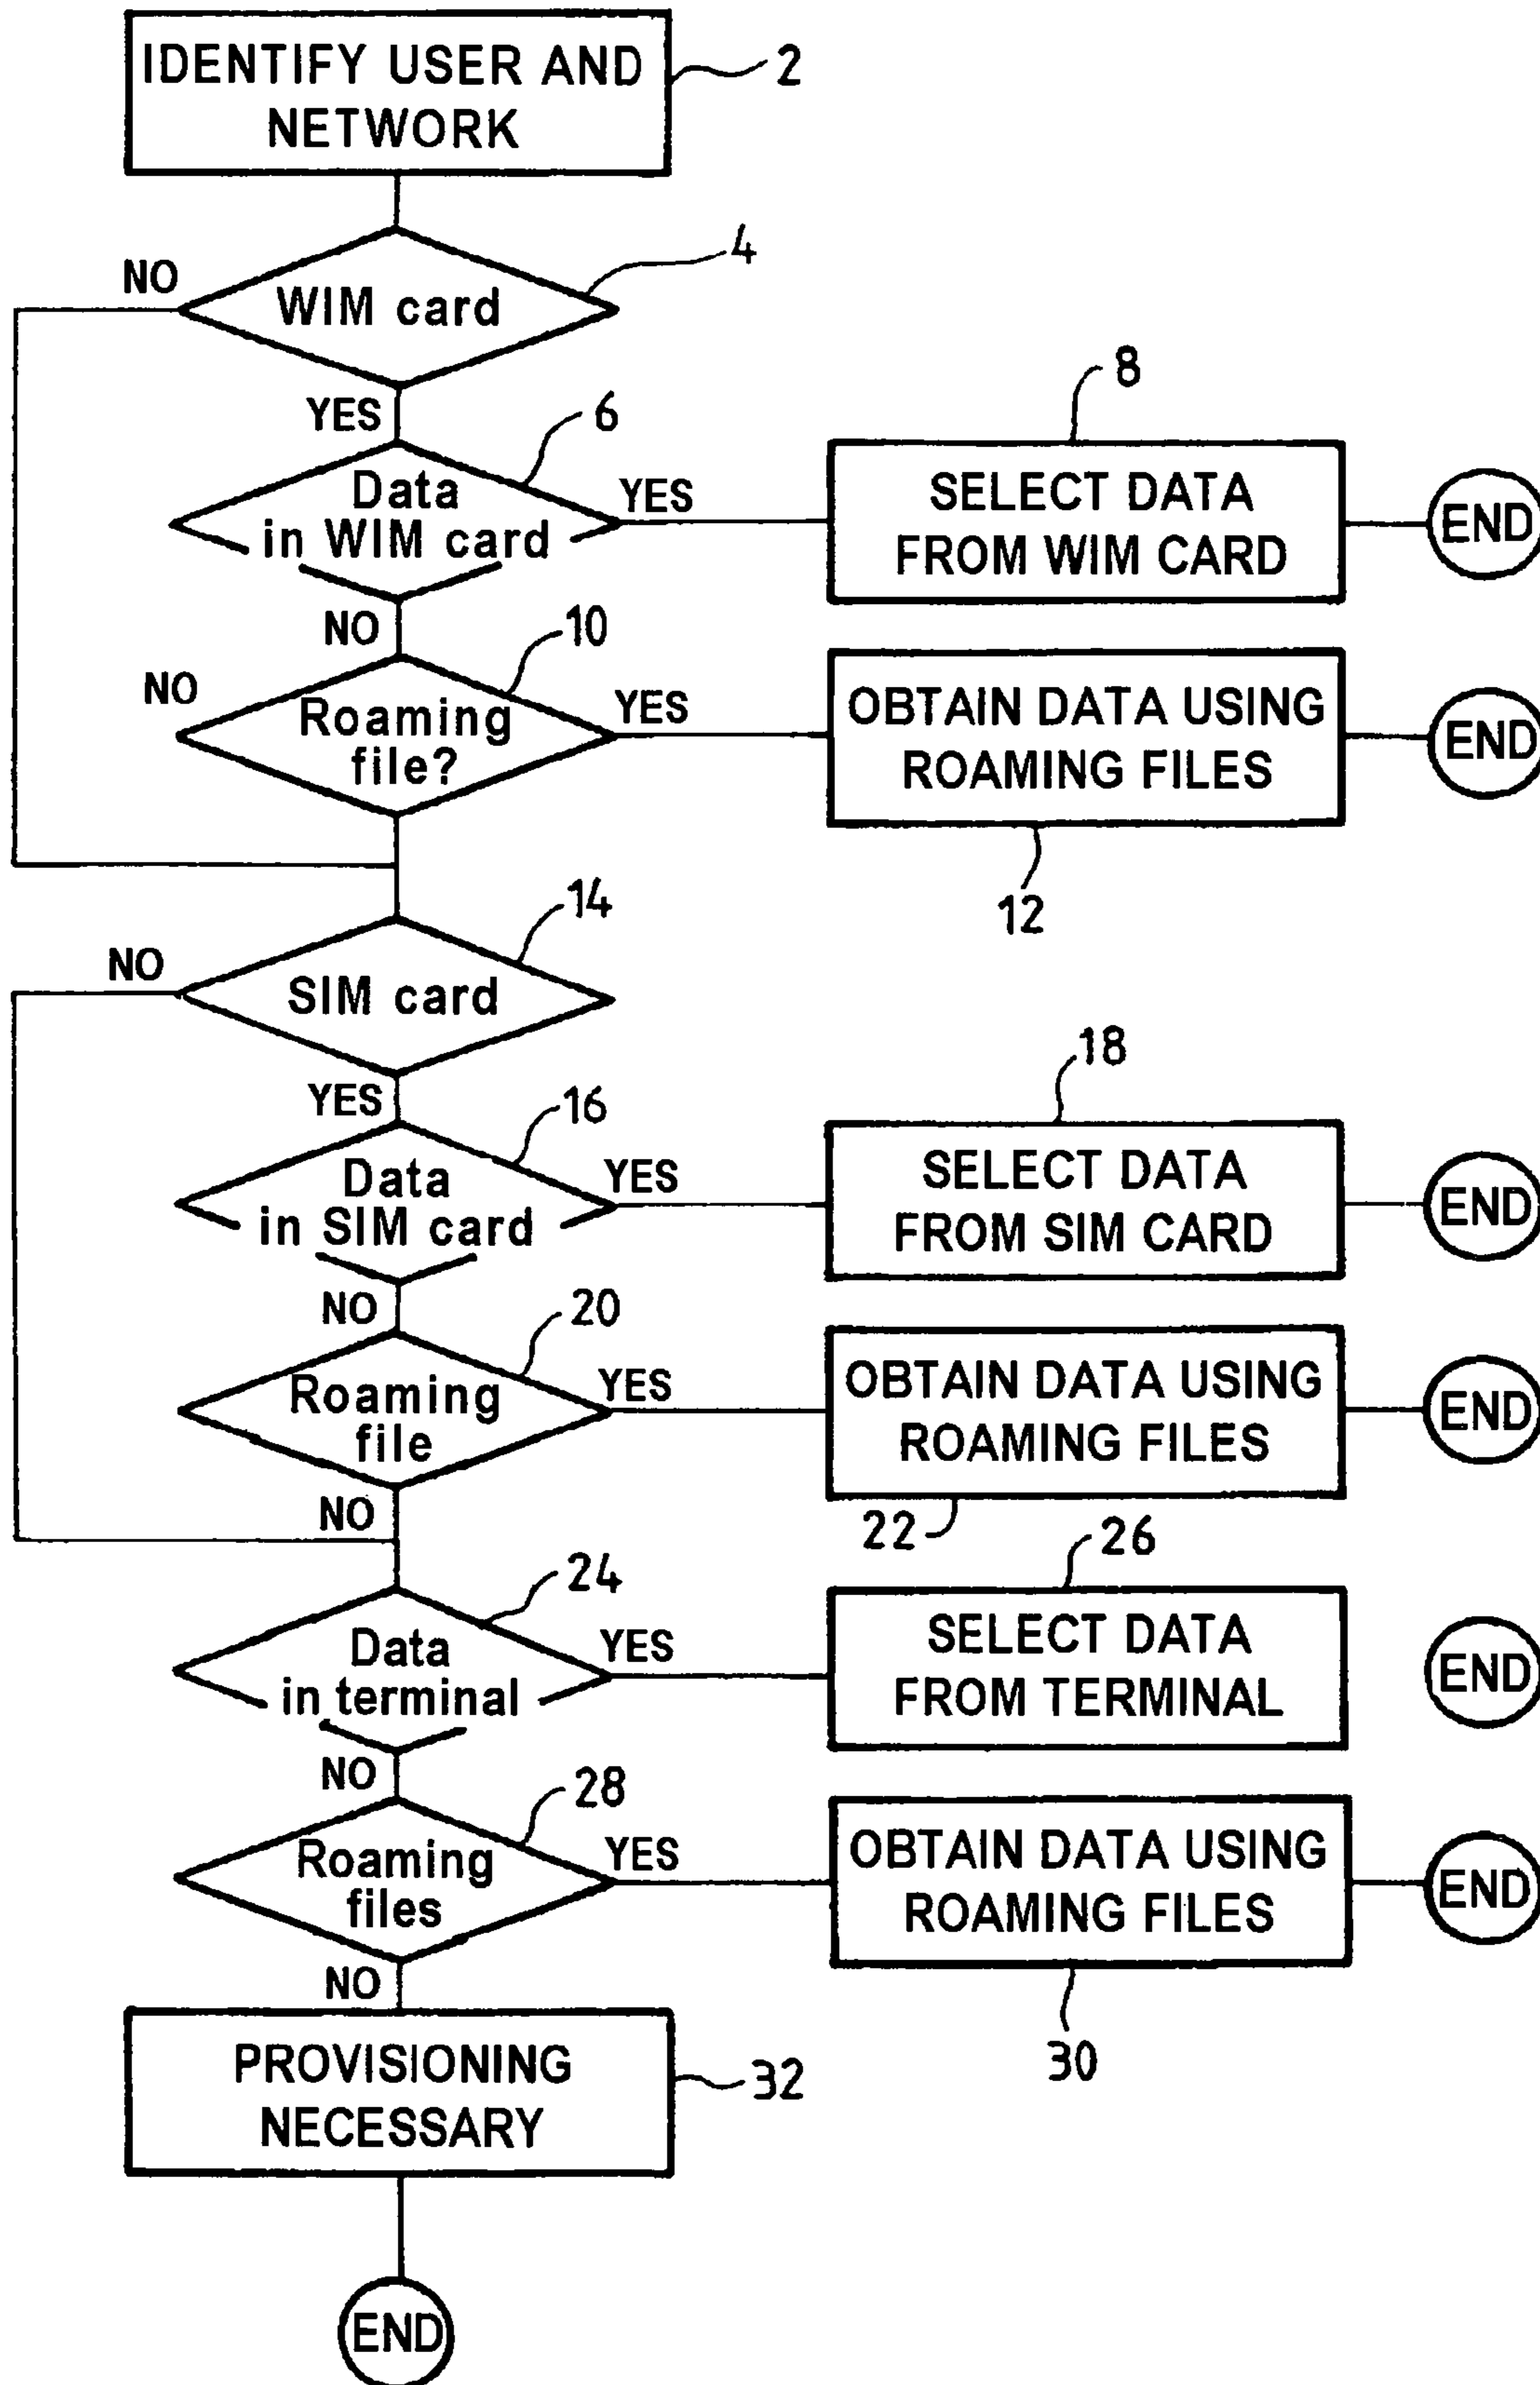 IDENTIFY USER AND
NETWORK
2
NO
WIM card
4
YES
6
8
Data
in WIM card
YES
SELECT DATA
FROM WIM CARD
END
NO
10
NO
Roaming
file?
YES
OBTAIN DATA USING
ROAMING FILES
END
12
14
NO
SIM card
YES
16
18
Data
in SIM card
YES
SELECT DATA
FROM SIM CARD
END
NO
20
Roaming
file
YES
OBTAIN DATA USING
ROAMING FILES
END
NO
22
24
26
Data
in terminal
YES
SELECT DATA
FROM TERMINAL
END
NO
28
Roaming
files
YES
OBTAIN DATA USING
ROAMING FILES
END
NO
30
PROVISIONING
NECESSARY
32
END